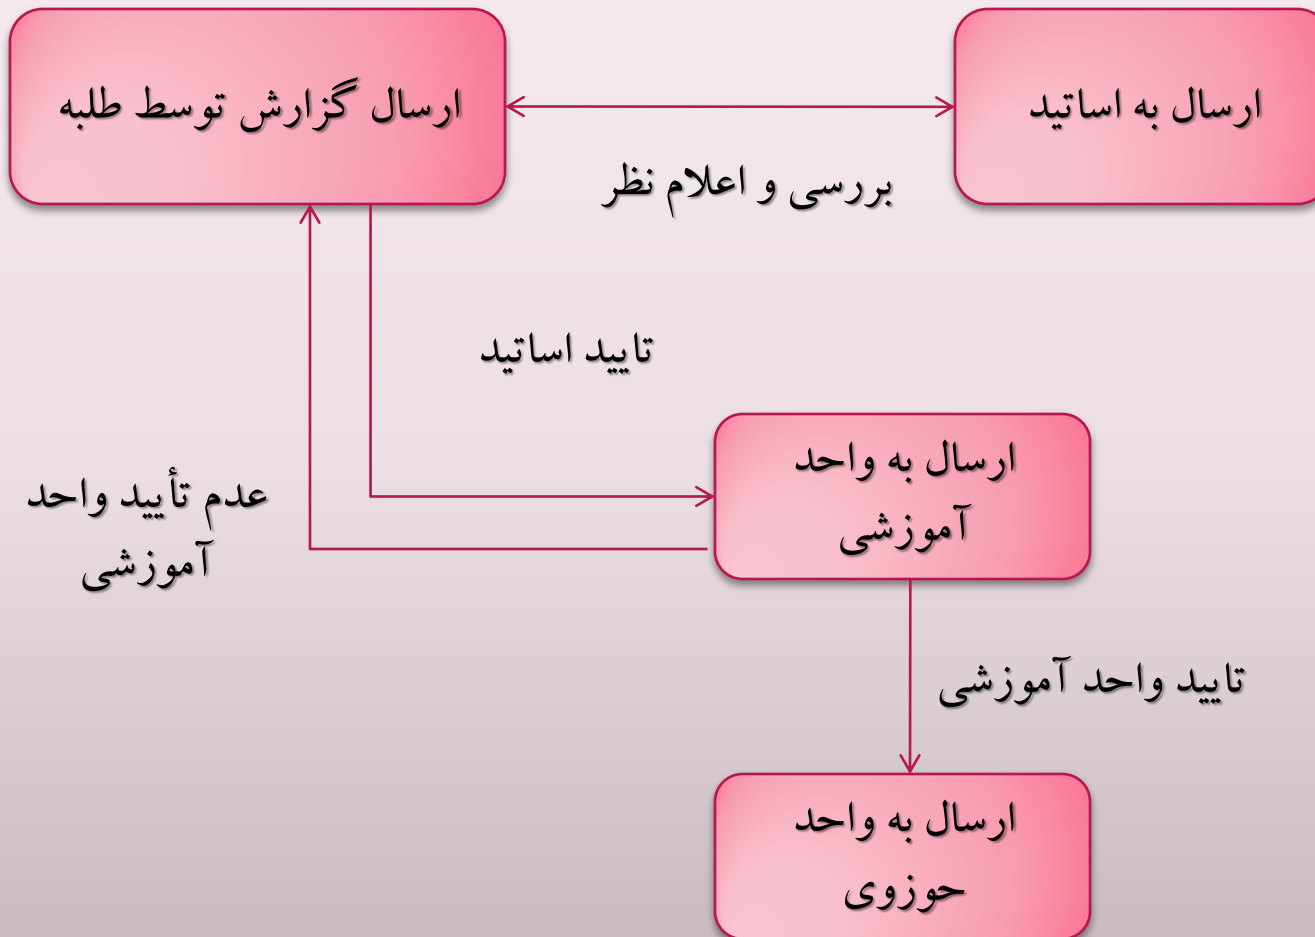 ارسال به اساتید
ارسال گزارش توسط طلبه
بررسی و اعلام نظر
تایید اساتید
ارسال به واحد
آموزشی
عدم تأیید واحد
آموزشی
تایید واحد آموزشی
ارسال به واحد
حوزوی